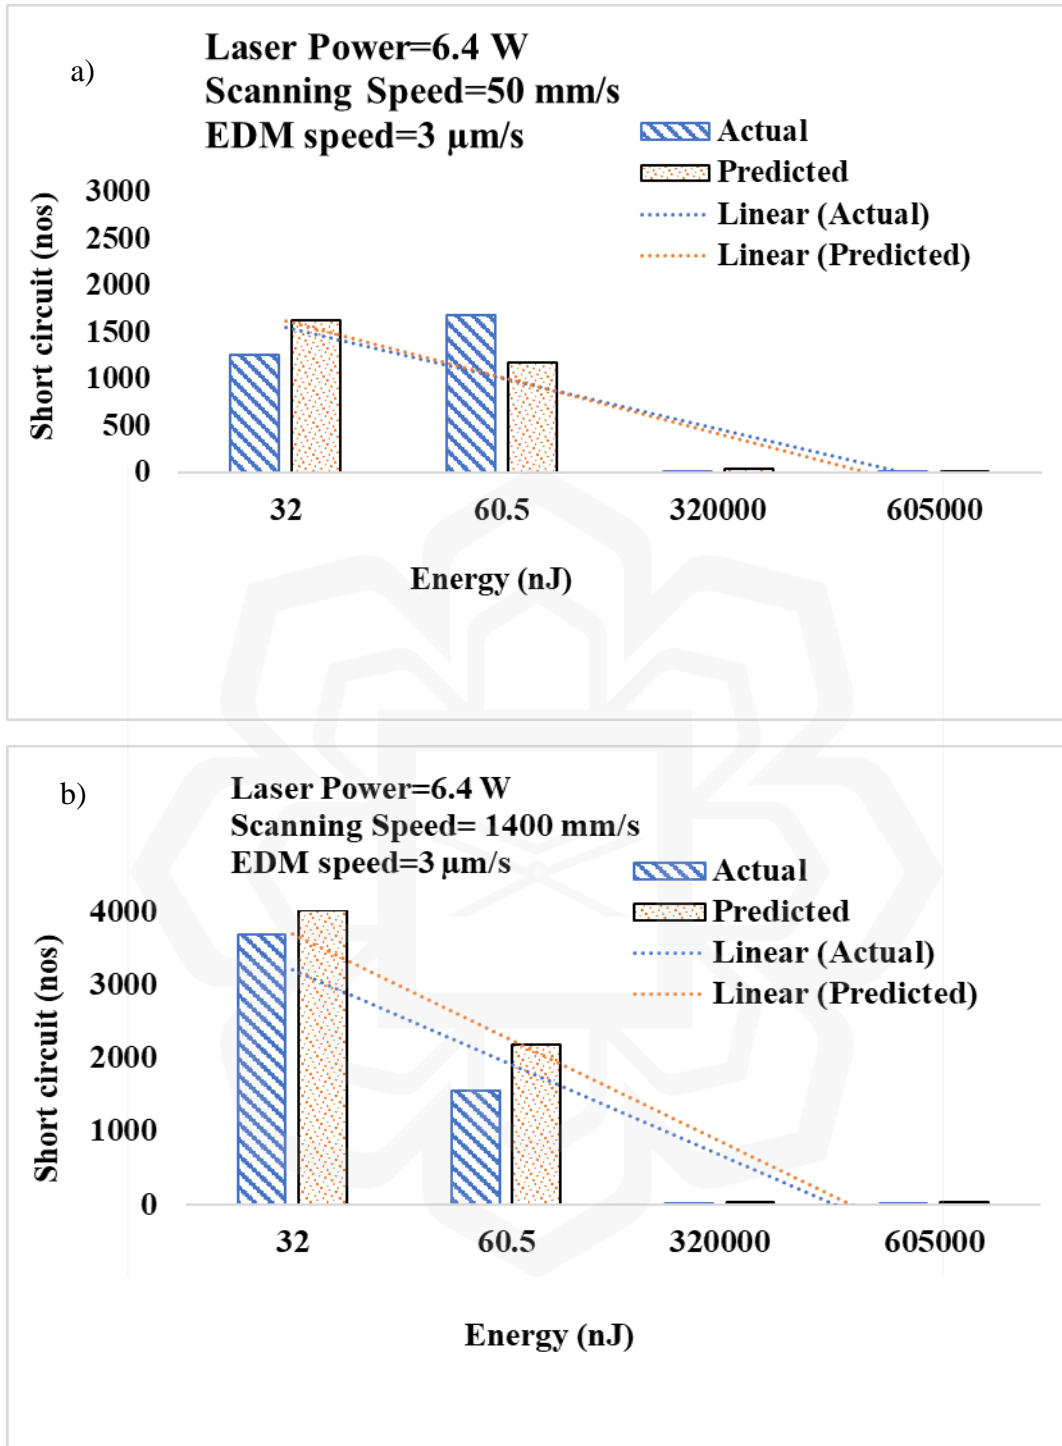 a)
Laser Power=6.4 W
Scanning Speed=50 mm/s
EDM speed=3 µm/s
Actual
Predicted
Linear (Actual)
Linear (Predicted)
Short circuit (nos)
3000
2500
2000
1500
1000
500
0
32 60.5 320000 605000
Energy (nJ)
b)
Laser Power=6.4 W
Scanning Speed= 1400 mm/s
EDM speed=3 µm/s
Actual
Predicted
Linear (Actual)
Linear (Predicted)
Short circuit (nos)
4000
3000
2000
1000
0
32 60.5 320000 605000
Energy (nJ)